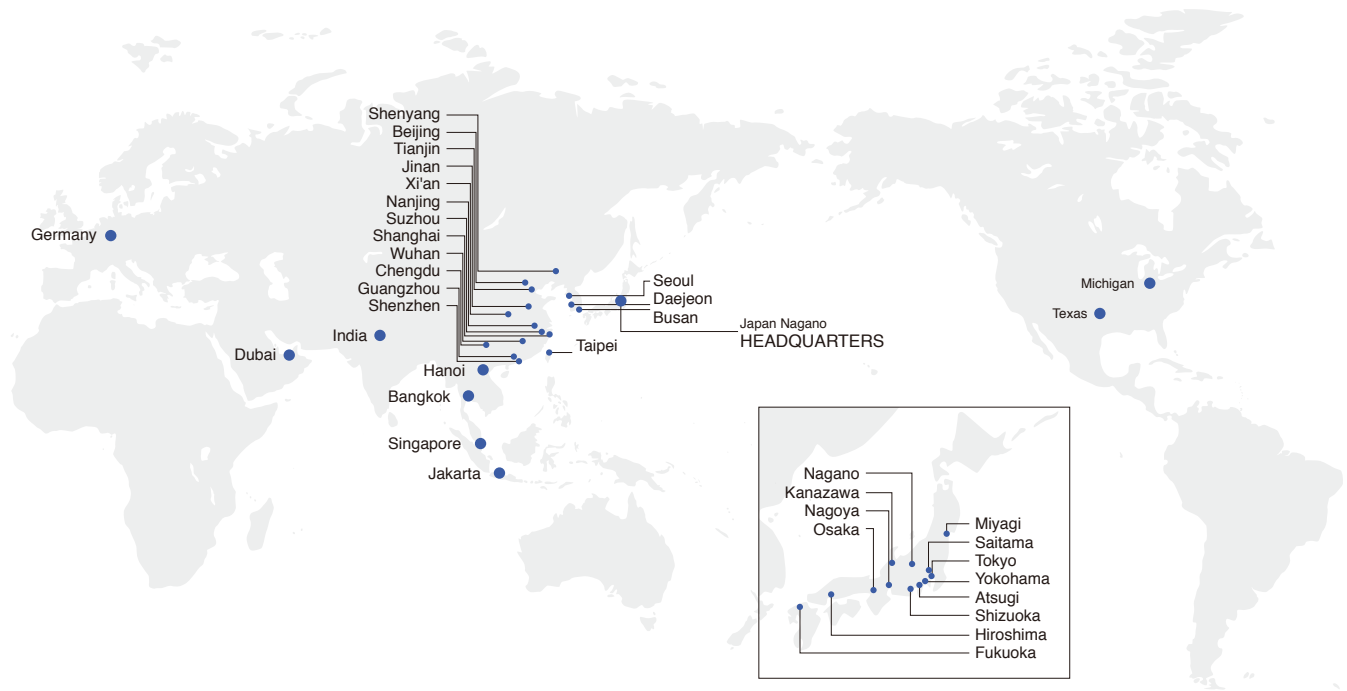 Shenyang
Beijing
Tianjin
Jinan
Xi'an
Nanjing
Suzhou
Shanghai
Wuhan
Chengdu
Guangzhou
Shenzhen
Germany
India
Dubai
Hanoi
Bangkok
Singapore
Jakarta
Seoul
Daejeon
Busan
Taipei
Japan Nagano
HEADQUARTERS
Michigan
Texas
Nagano
Kanazawa
Nagoya
Osaka
Miyagi
Saitama
Tokyo
Yokohama
Atsugi
Shizuoka
Hiroshima
Fukuoka